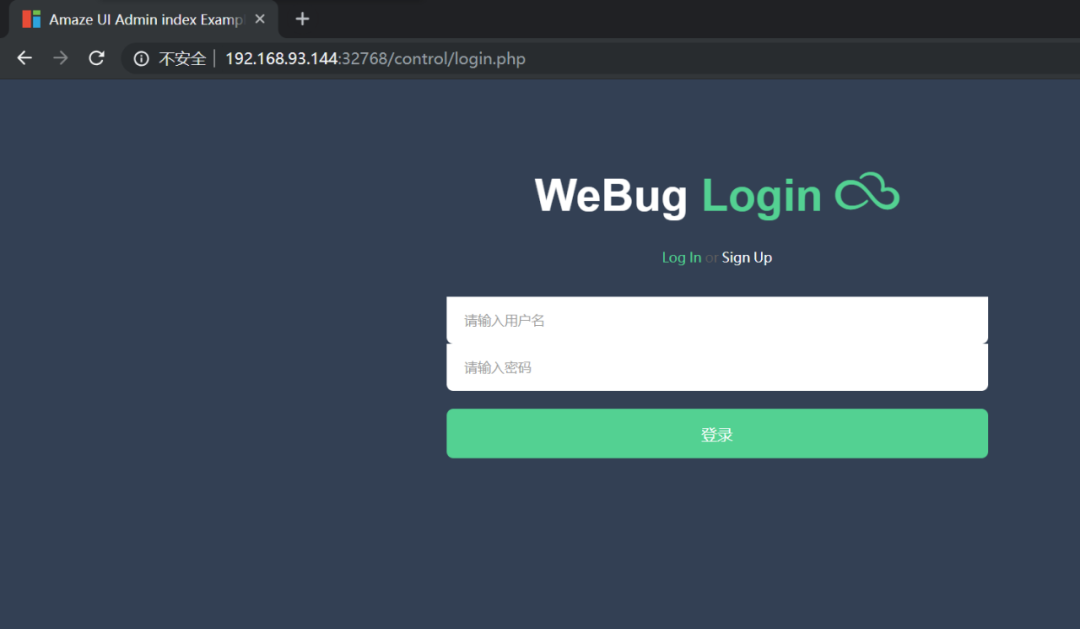 Amaze UI Admin index Examp
不安全 192.168.93.144:32768/control/login.php
WeBug Login
Log In or Sign Up
请输入用户名
请输入密码
登录